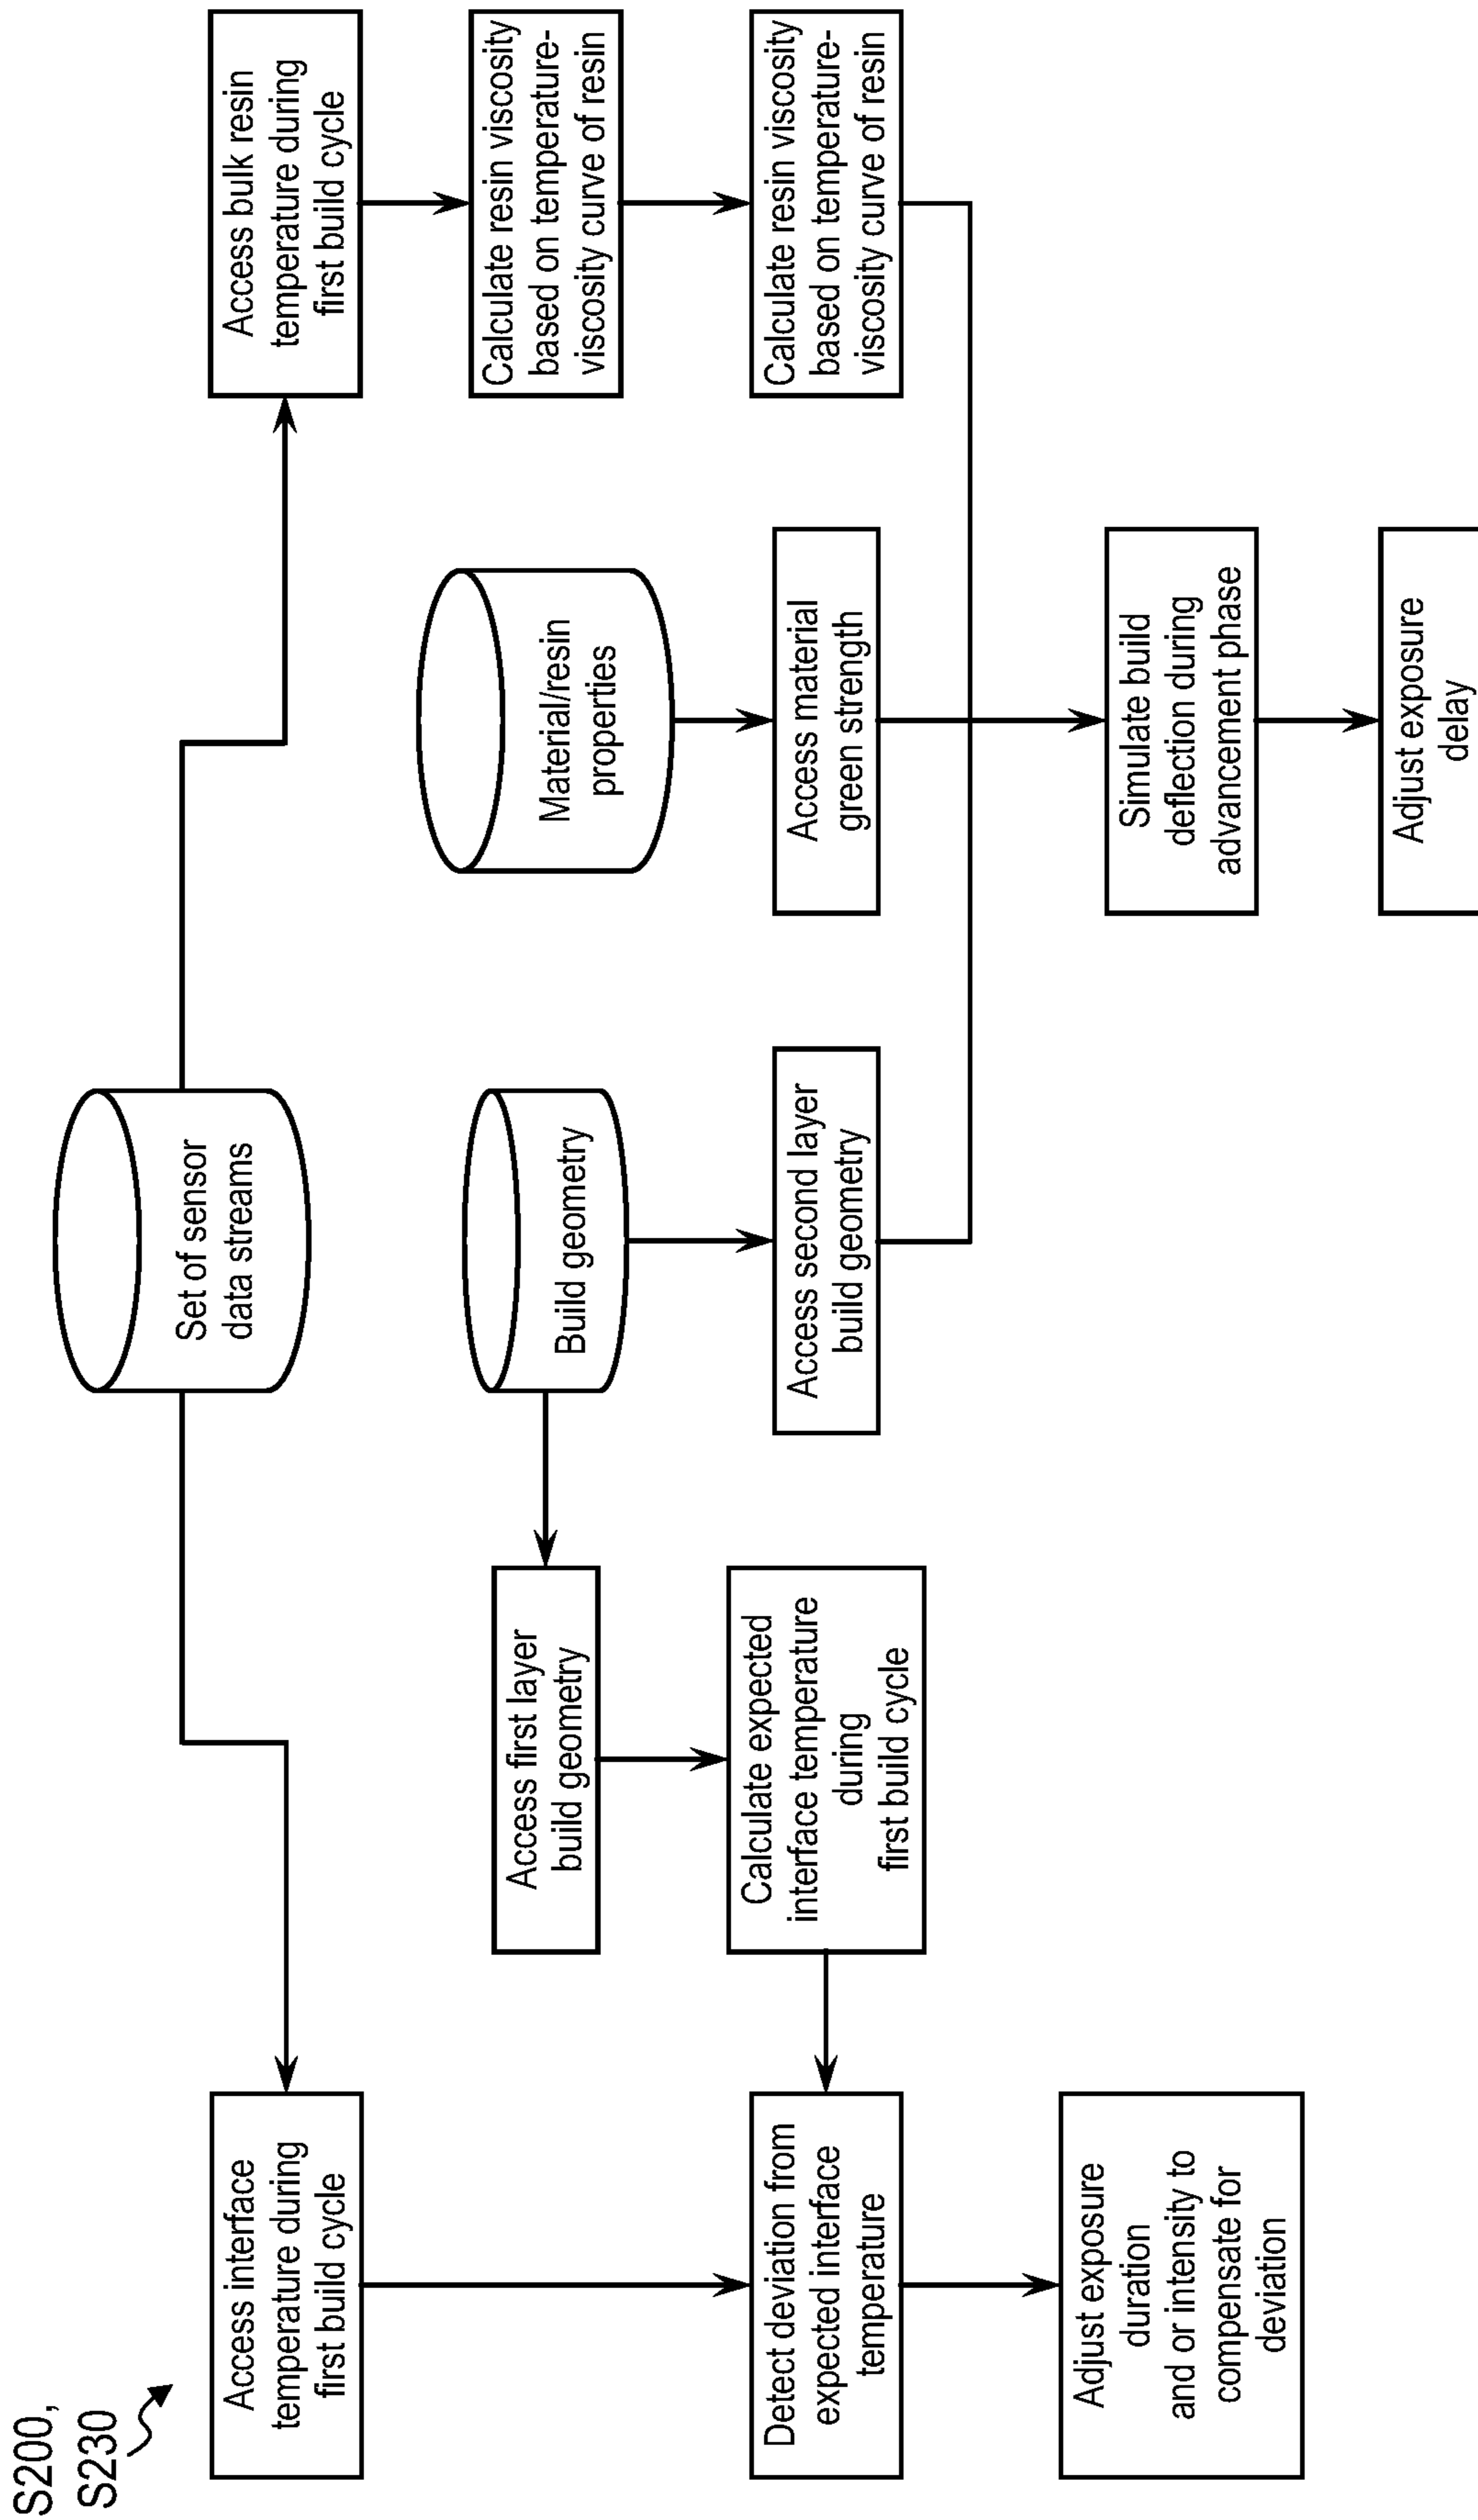 S200,
S230
Set of sensor
data streams
Access interface
temperature during
first build cycle
Access bulk resin
temperature during
first build cycle
Build geometry
Material/resin
properties
Calculate resin viscosity
based on temperature-
viscosity curve of resin
Access first layer
build geometry
Calculate expected
interface temperature
during
first build cycle
Detect deviation from
expected interface
temperature
Access second layer
build geometry
Access material
green strength
Calculate resin viscosity
based on temperature-
viscosity curve of resin
Adjust exposure
duration
and or intensity to
compensate for
deviation
Simulate build
deflection during
advancement phase
Adjust exposure
delay